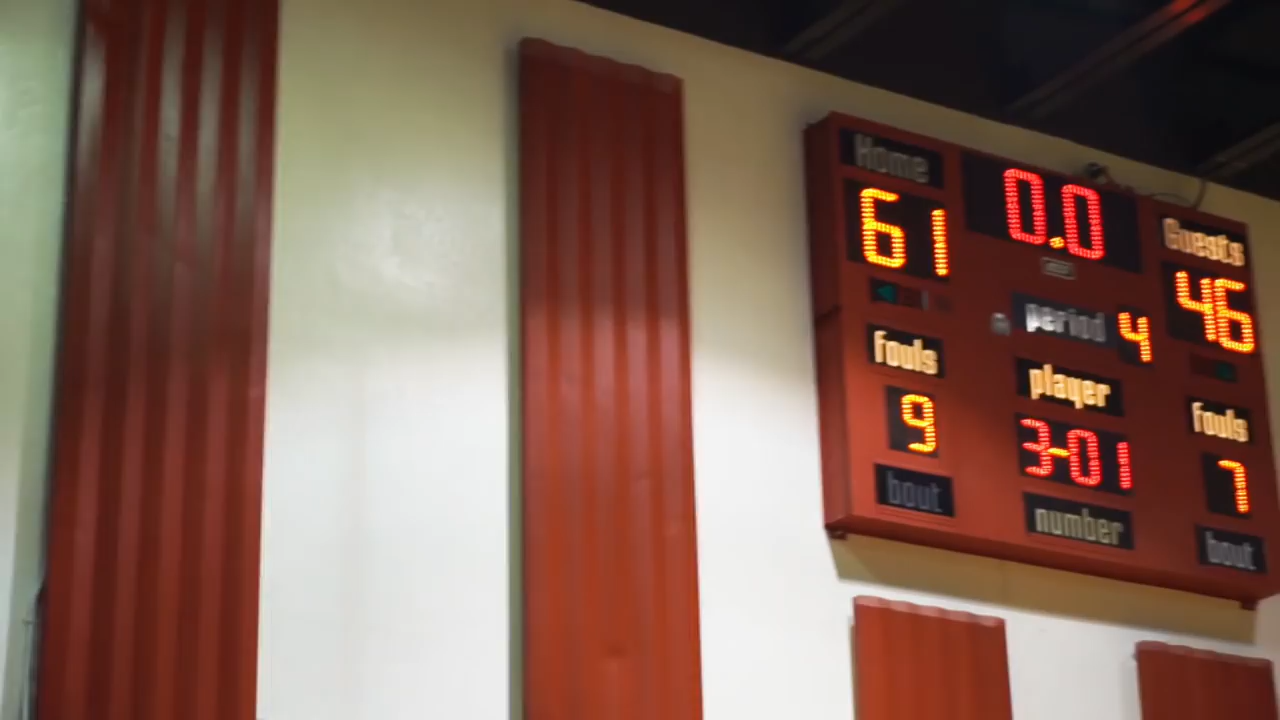 Home
0.0
Guests
61
46
period 4
fouls
player
fouls
9
3-01
7
bout
number
bout